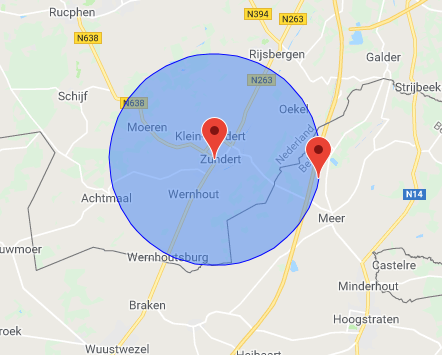 Rucphen
N394
N263
N638
Rijsbergen
Galder
N263
Strijbeek
Schijf
N638
Oekel
Moeren
Klein-Zundert
Nederland
Zundert
Achtmaal
Wernhout
N14
Meer
Wernhoutsburg
Castelre
Minderhout
Braken
Hoogstraten
Wuustwezel